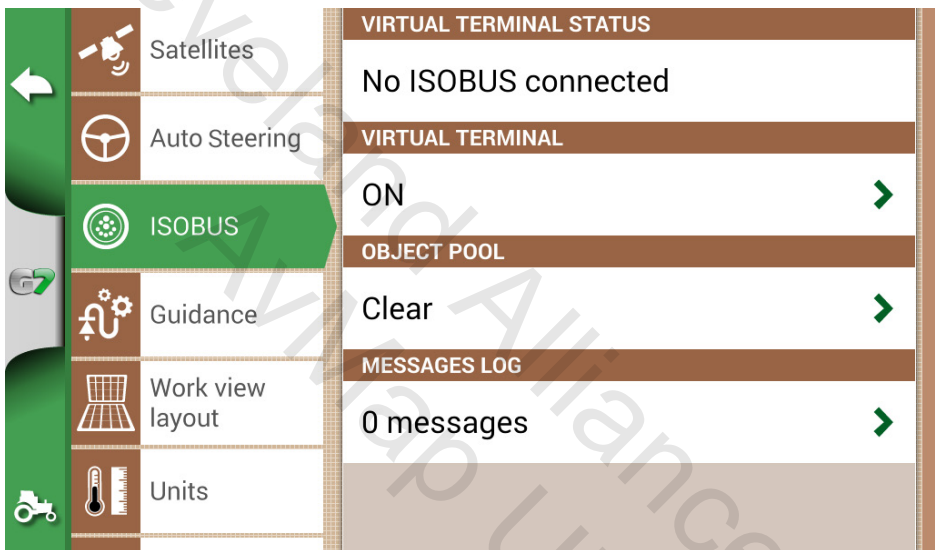 Satellites
Auto Steering
ISOBUS
Guidance
Work view
layout
Units
G7
VIRTUAL TERMINAL STATUS
No ISOBUS connected
VIRTUAL TERMINAL
ON
OBJECT POOL
Clear
MESSAGES LOG
0 messages